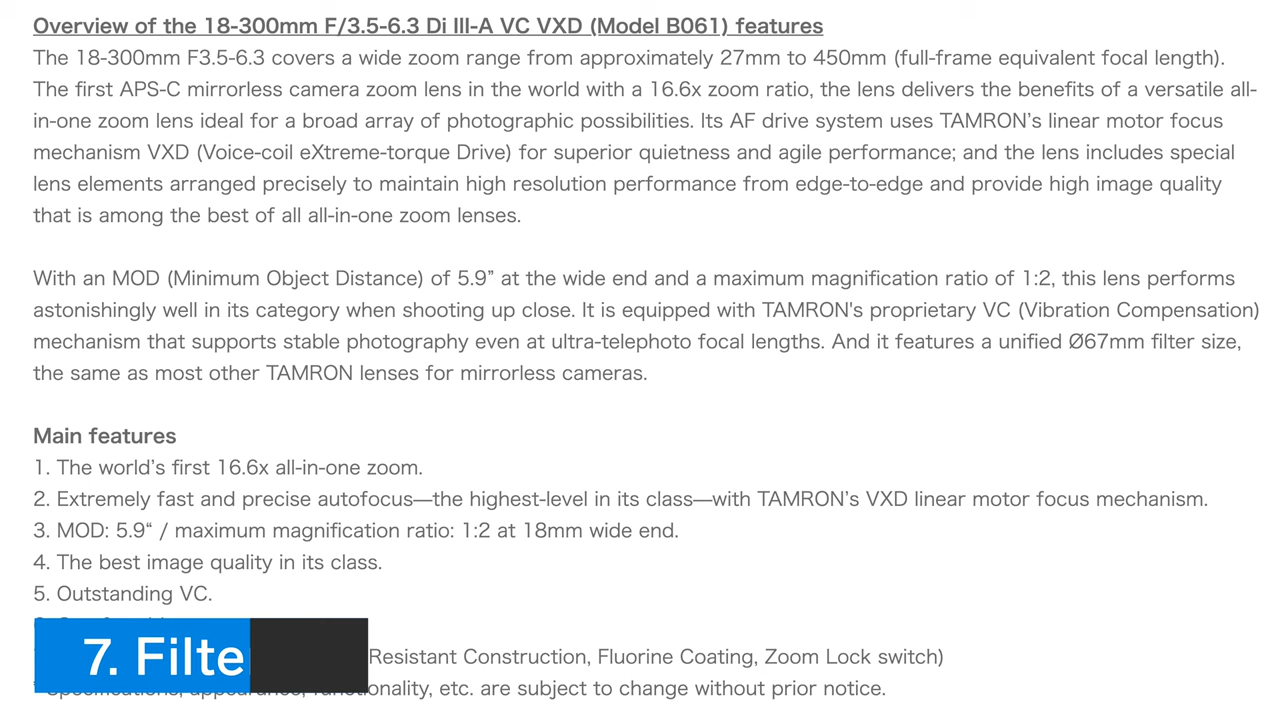 Overview of the 18-300mm F/3.5-6.3 Di III-A VC VXD (Model B061) features
The 18-300mm F3.5-6.3 covers a wide zoom range from approximately 27mm to 450mm (full-frame equivalent focal length).
The first APS-C mirrorless camera zoom lens in the world with a 16.6x zoom ratio, the lens delivers the benefits of a versatile all-
in-one zoom lens ideal for a broad array of photographic possibilities. Its AF drive system uses TAMRON’s linear motor focus
mechanism VXD (Voice-coil eXtreme-torque Drive) for superior quietness and agile performance; and the lens includes special
lens elements arranged precisely to maintain high resolution performance from edge-to-edge and provide high image quality
that is among the best of all all-in-one zoom lenses.
With an MOD (Minimum Object Distance) of 5.9” at the wide end and a maximum magnification ratio of 1:2, this lens performs
astonishingly well in its category when shooting up close. It is equipped with TAMRON's proprietary VC (Vibration Compensation)
mechanism that supports stable photography even at ultra-telephoto focal lengths. And it features a unified Ø67mm filter size,
the same as most other TAMRON lenses for mirrorless cameras.
Main features
1. The world’s first 16.6x all-in-one zoom.
2. Extremely fast and precise autofocus—the highest-level in its class—with TAMRON’s VXD linear motor focus mechanism.
3. MOD: 5.9“ / maximum magnification ratio: 1:2 at 18mm wide end.
4. The best image quality in its class.
5. Outstanding VC.
7. Filte
Resistant Construction, Fluorine Coating, Zoom Lock switch)
etc. are subject to change without prior notice.